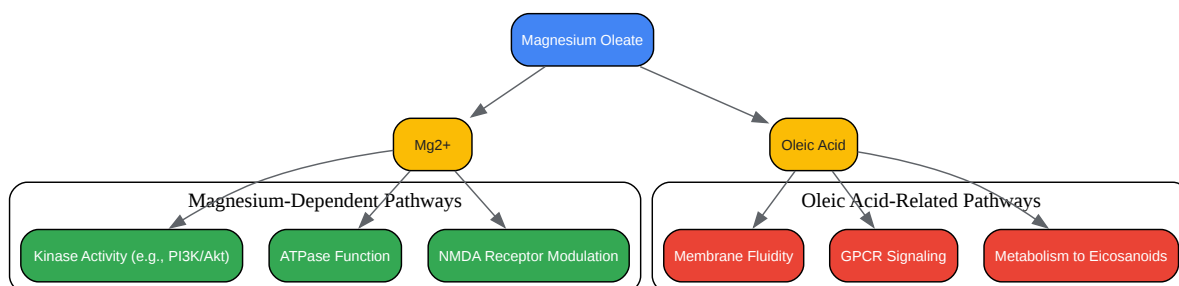 Magnesium Oleate
Mg2+
Oleic Acid
Magnesium-Dependent Pathways
Oleic Acid-Related Pathways
Kinase Activity (e.g., PI3K/Akt)
ATPase Function
NMDA Receptor Modulation
Membrane Fluidity
GPCR Signaling
Metabolism to Eicosanoids